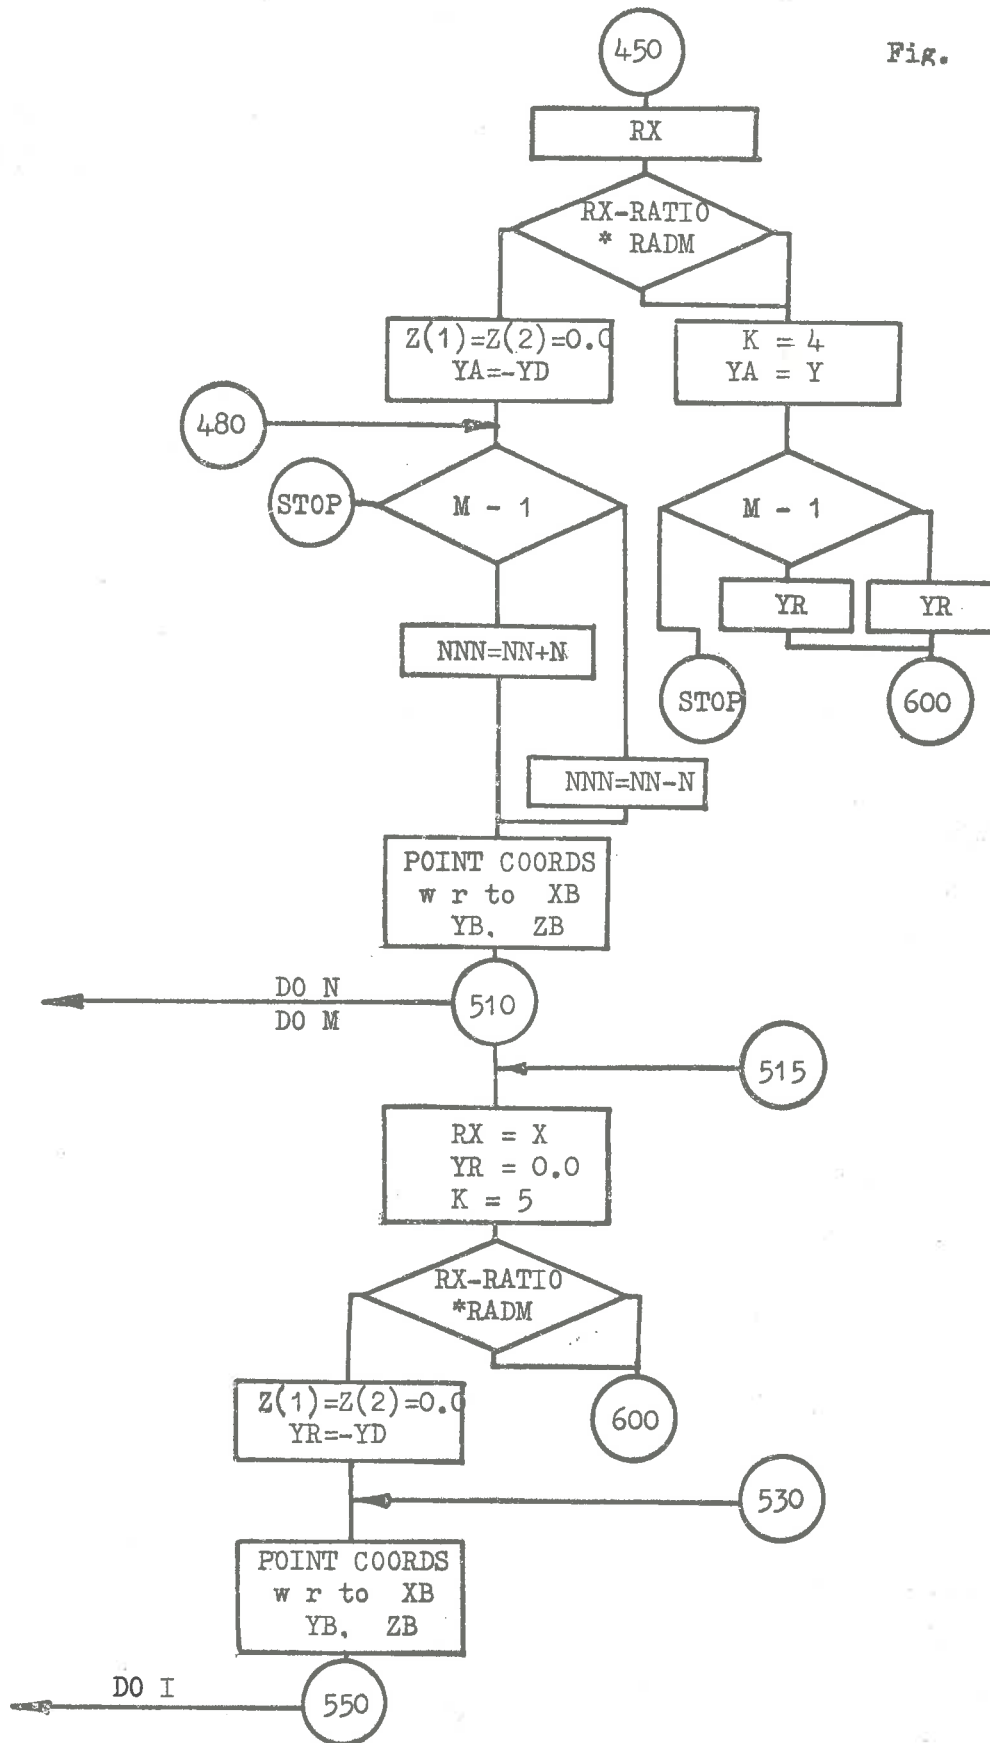 450
Fig.
RX
RX-RATIO
* RADM
Z(1)=Z(2)=0.0
YA=-YD
K = 4
YA = Y
480
STOP
M - 1
M - 1
YR
YR
NNN=NN+N
STOP
600
NNN=NN-N
POINT COORDS
w r to XB
YB, ZB
DO N
DO M
510
515
RX = X
YR = 0.0
K = 5
RX-RATIO
*RADM
Z(1)=Z(2)=0.0
YR=-YD
600
530
POINT COORDS
w r to XB
YB, ZB
DO I
550